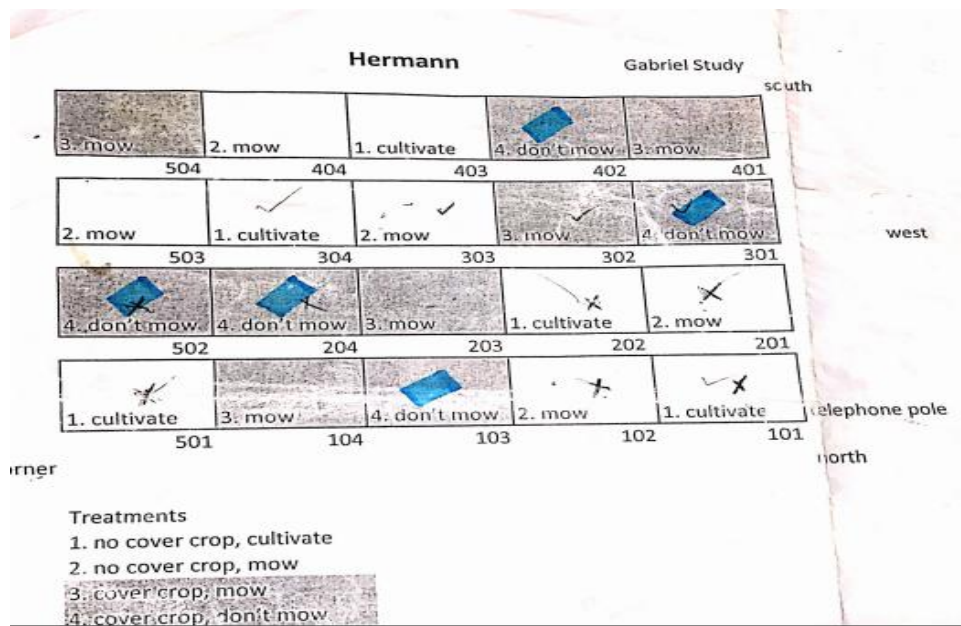 Hermann
Gabriel Study
south
3. mow 2. mow 1. cultivate 4. don't mow 3. mow
504 404 403 402 401
2. mow 1. cultivate 2. mow 3. mow 4. don't mow
west
503 304 303 302 301
4. don't mow 4. don't mow 3. mow 1. cultivate 2. mow
502 204 203 202 201
1. cultivate 3. mow 4. don't mow 2. mow 1. cultivate
elephone pole
501 104 103 102 101
north
rner
Treatments
1. no cover crop, cultivate
2. no cover crop, mow
3. cover crop, mow
4. cover crop, don't mow